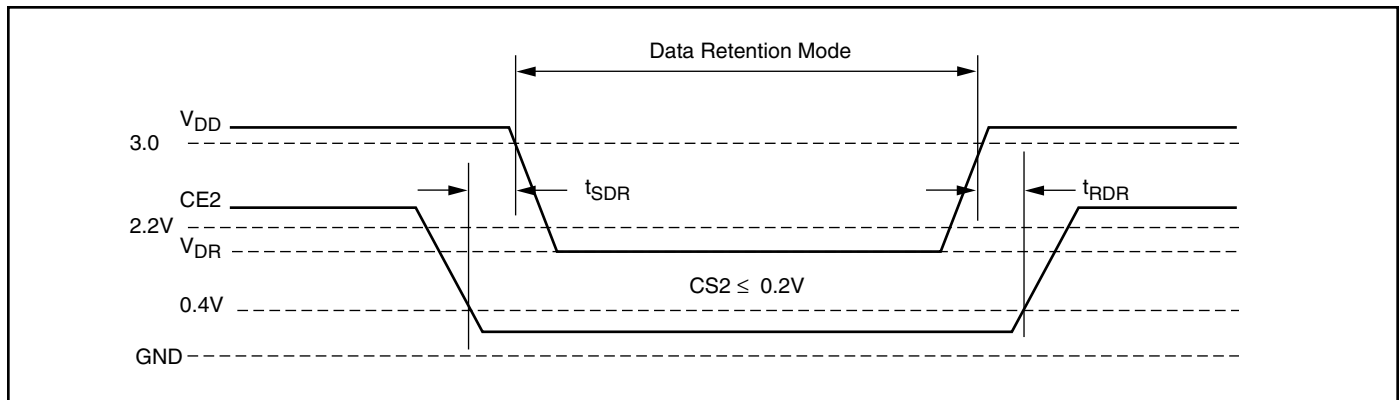 Data Retention Mode
VDD
3.0
tSDR
tRDR
CE2
2.2V
VDR
CS2 ≤ 0.2V
0.4V
GND